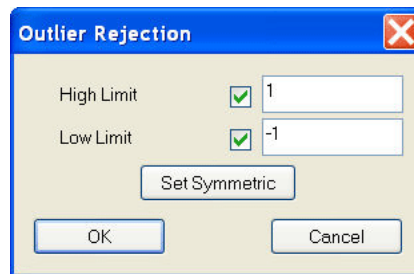 Outlier Rejection
High Limit 1
Low Limit -1
Set Symmetric
OK Cancel